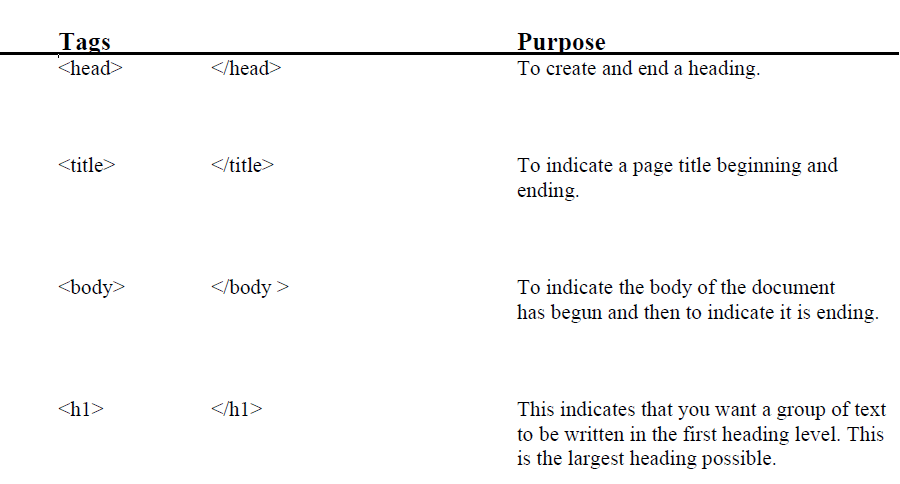 Tags Purpose
<head> </head> To create and end a heading.
<title> </title> To indicate a page title beginning and
ending.
<body> </body > To indicate the body of the document
has begun and then to indicate it is ending.
<h1> </h1> This indicates that you want a group of text
to be written in the first heading level. This
is the largest heading possible.